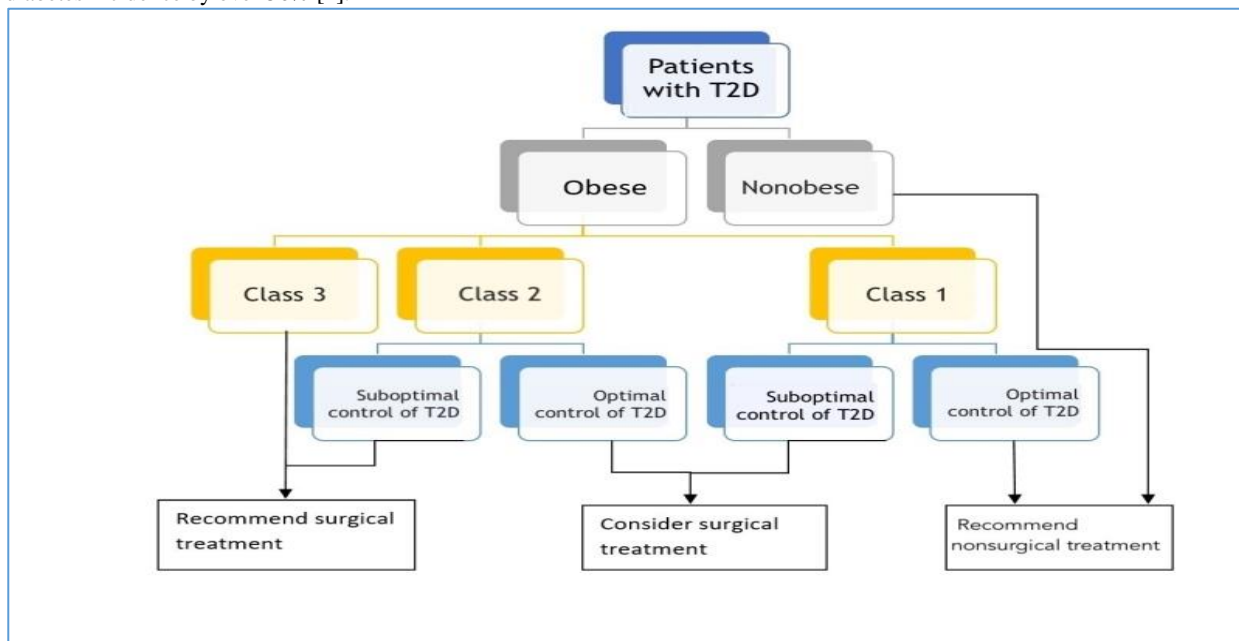 Patients
with T2D
Obese
Nonobese
Class 3
Class 2
Class 1
Suboptimal
control of T2D
Optimal
control of T2D
Suboptimal
control of T2D
Optimal
control of T2D
Recommend surgical
treatment
Consider surgical
treatment
Recommend
nonsurgical treatment